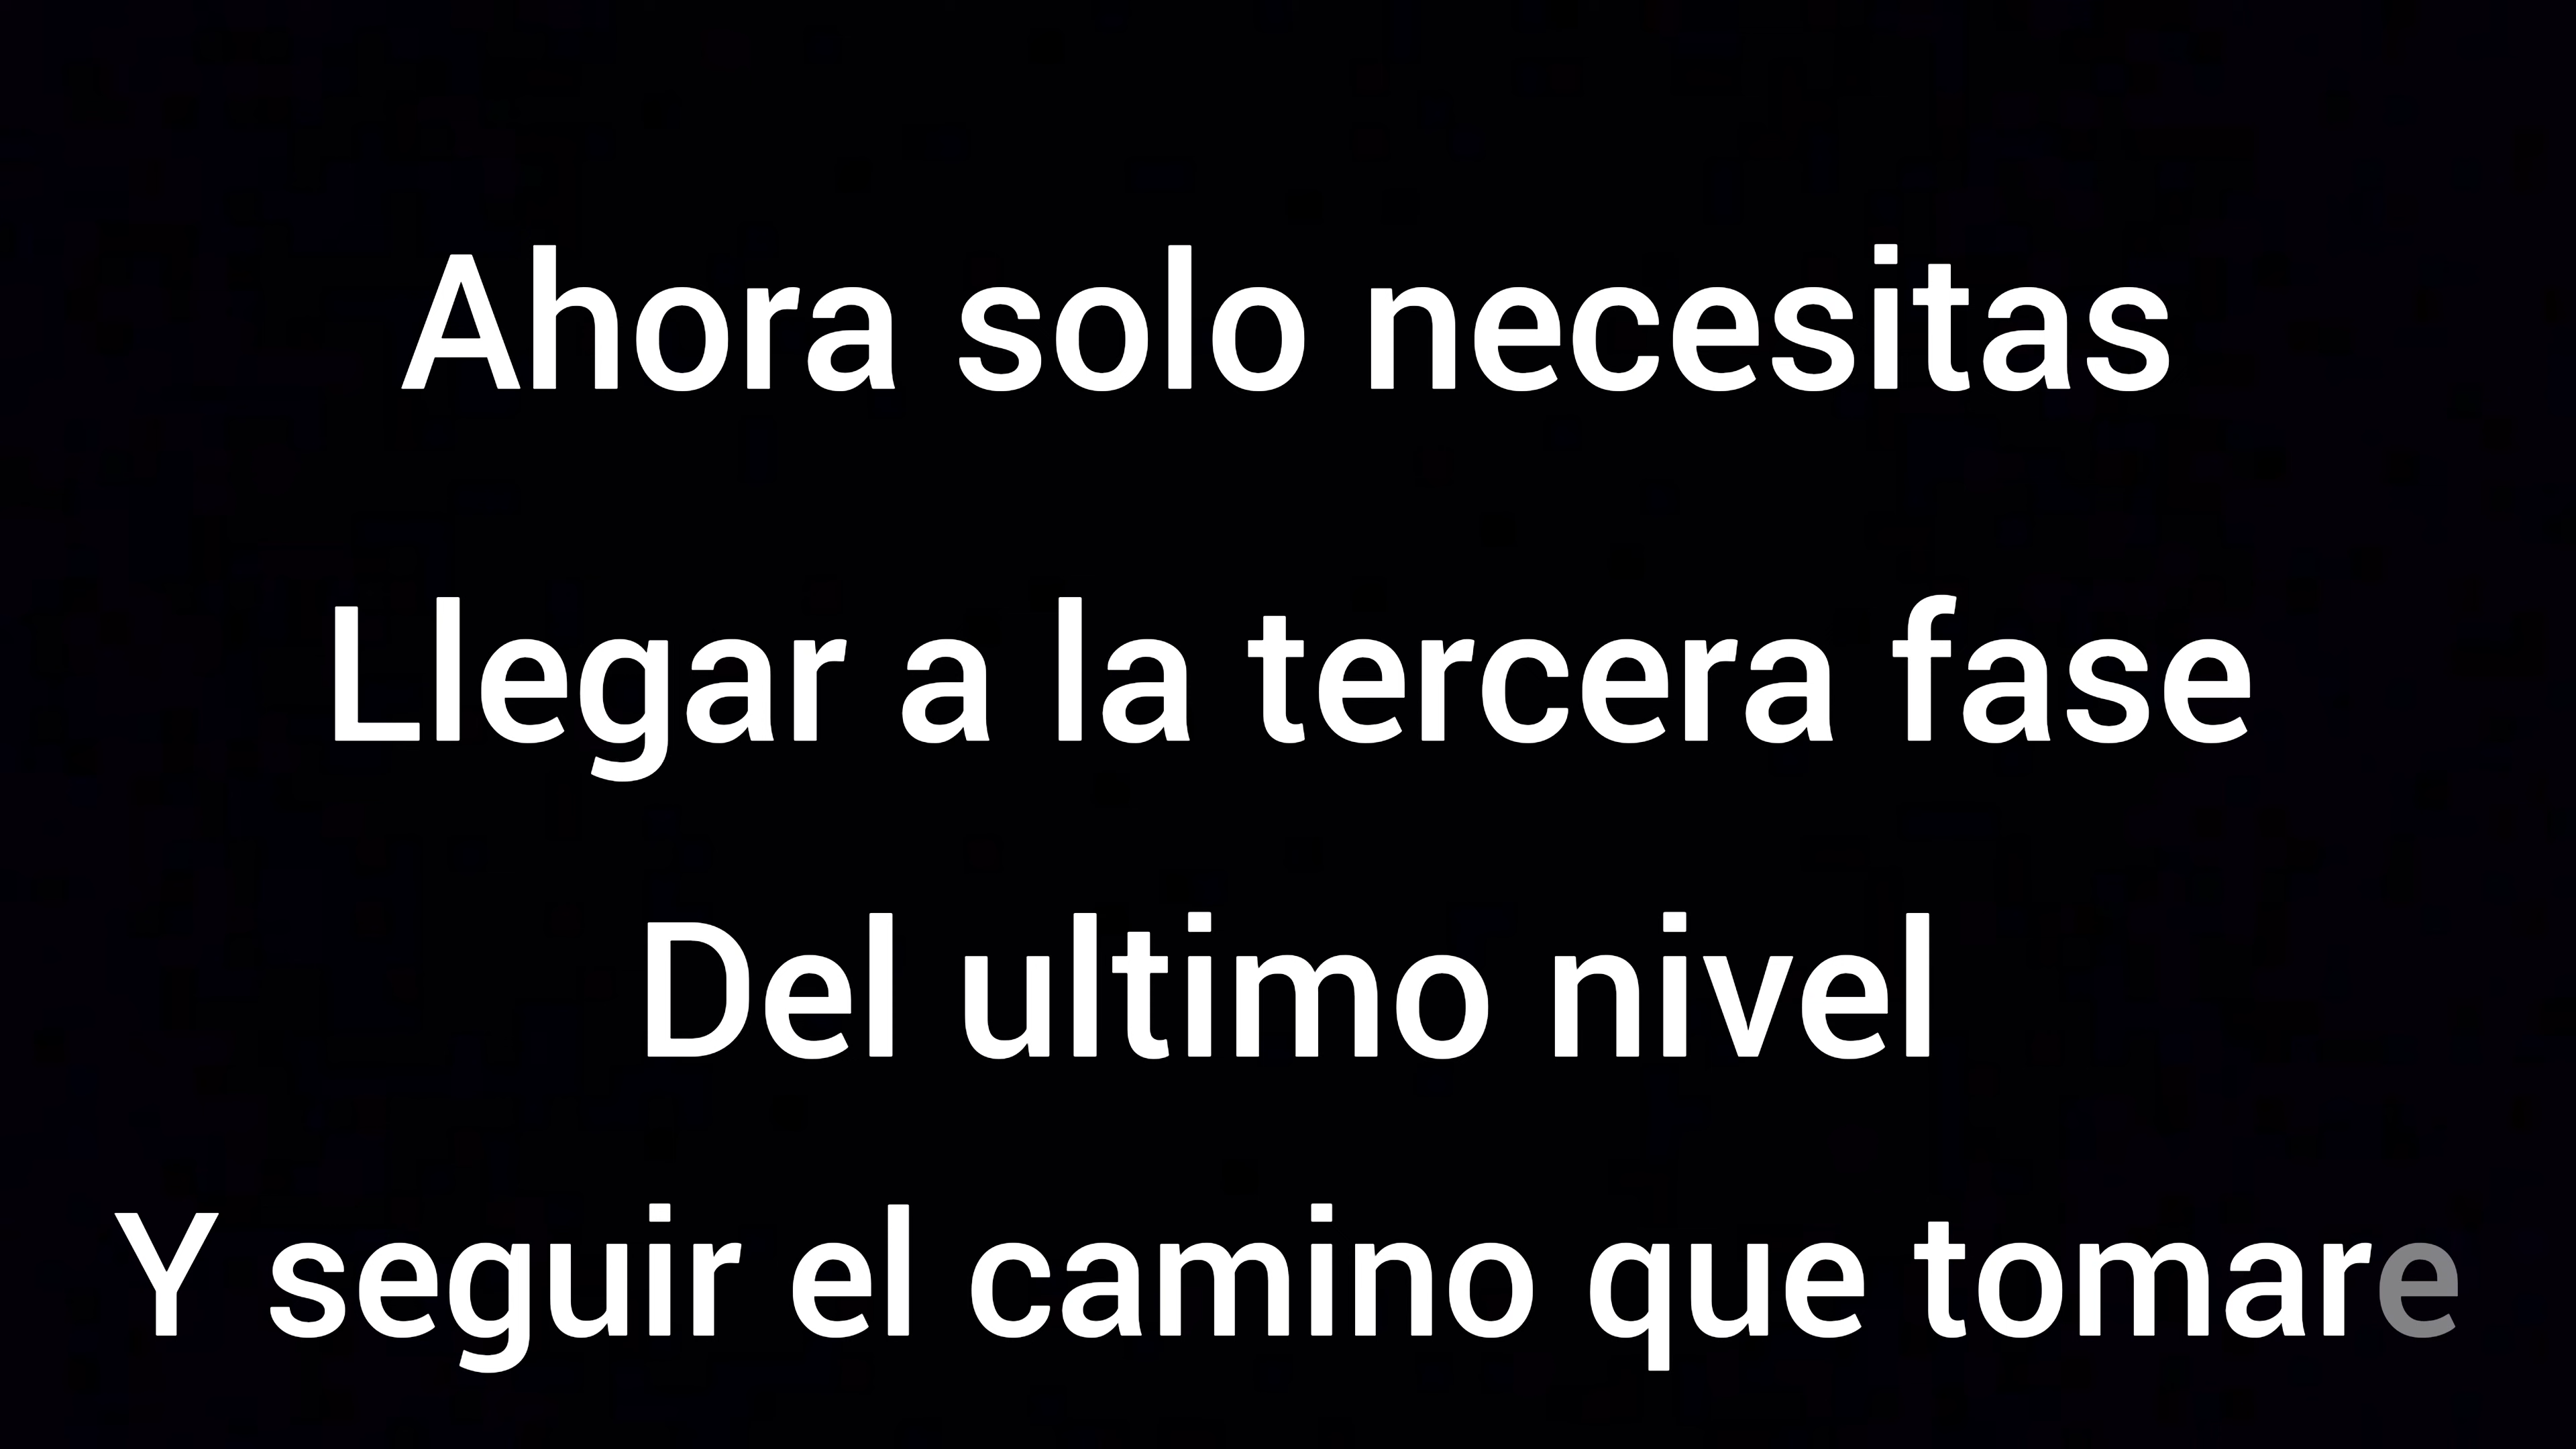 Ahora solo necesitas
Llegar a la tercera fase
Del ultimo nivel
Y seguir el camino que tomare